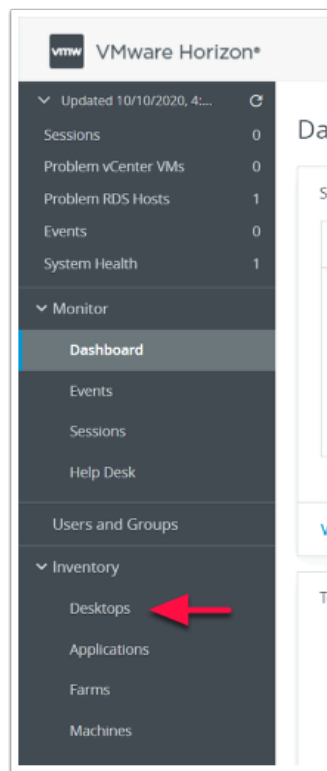 vmw VMware Horizon®
Updated 10/10/2020, 4:...
Sessions 0
Problem vCenter VMs 0
Problem RDS Hosts 1
Events 0
System Health 1
Monitor
Dashboard
Events
Sessions
Help Desk
Users and Groups
Inventory
Desktops
Applications
Farms
Machines
Da
S
V
T